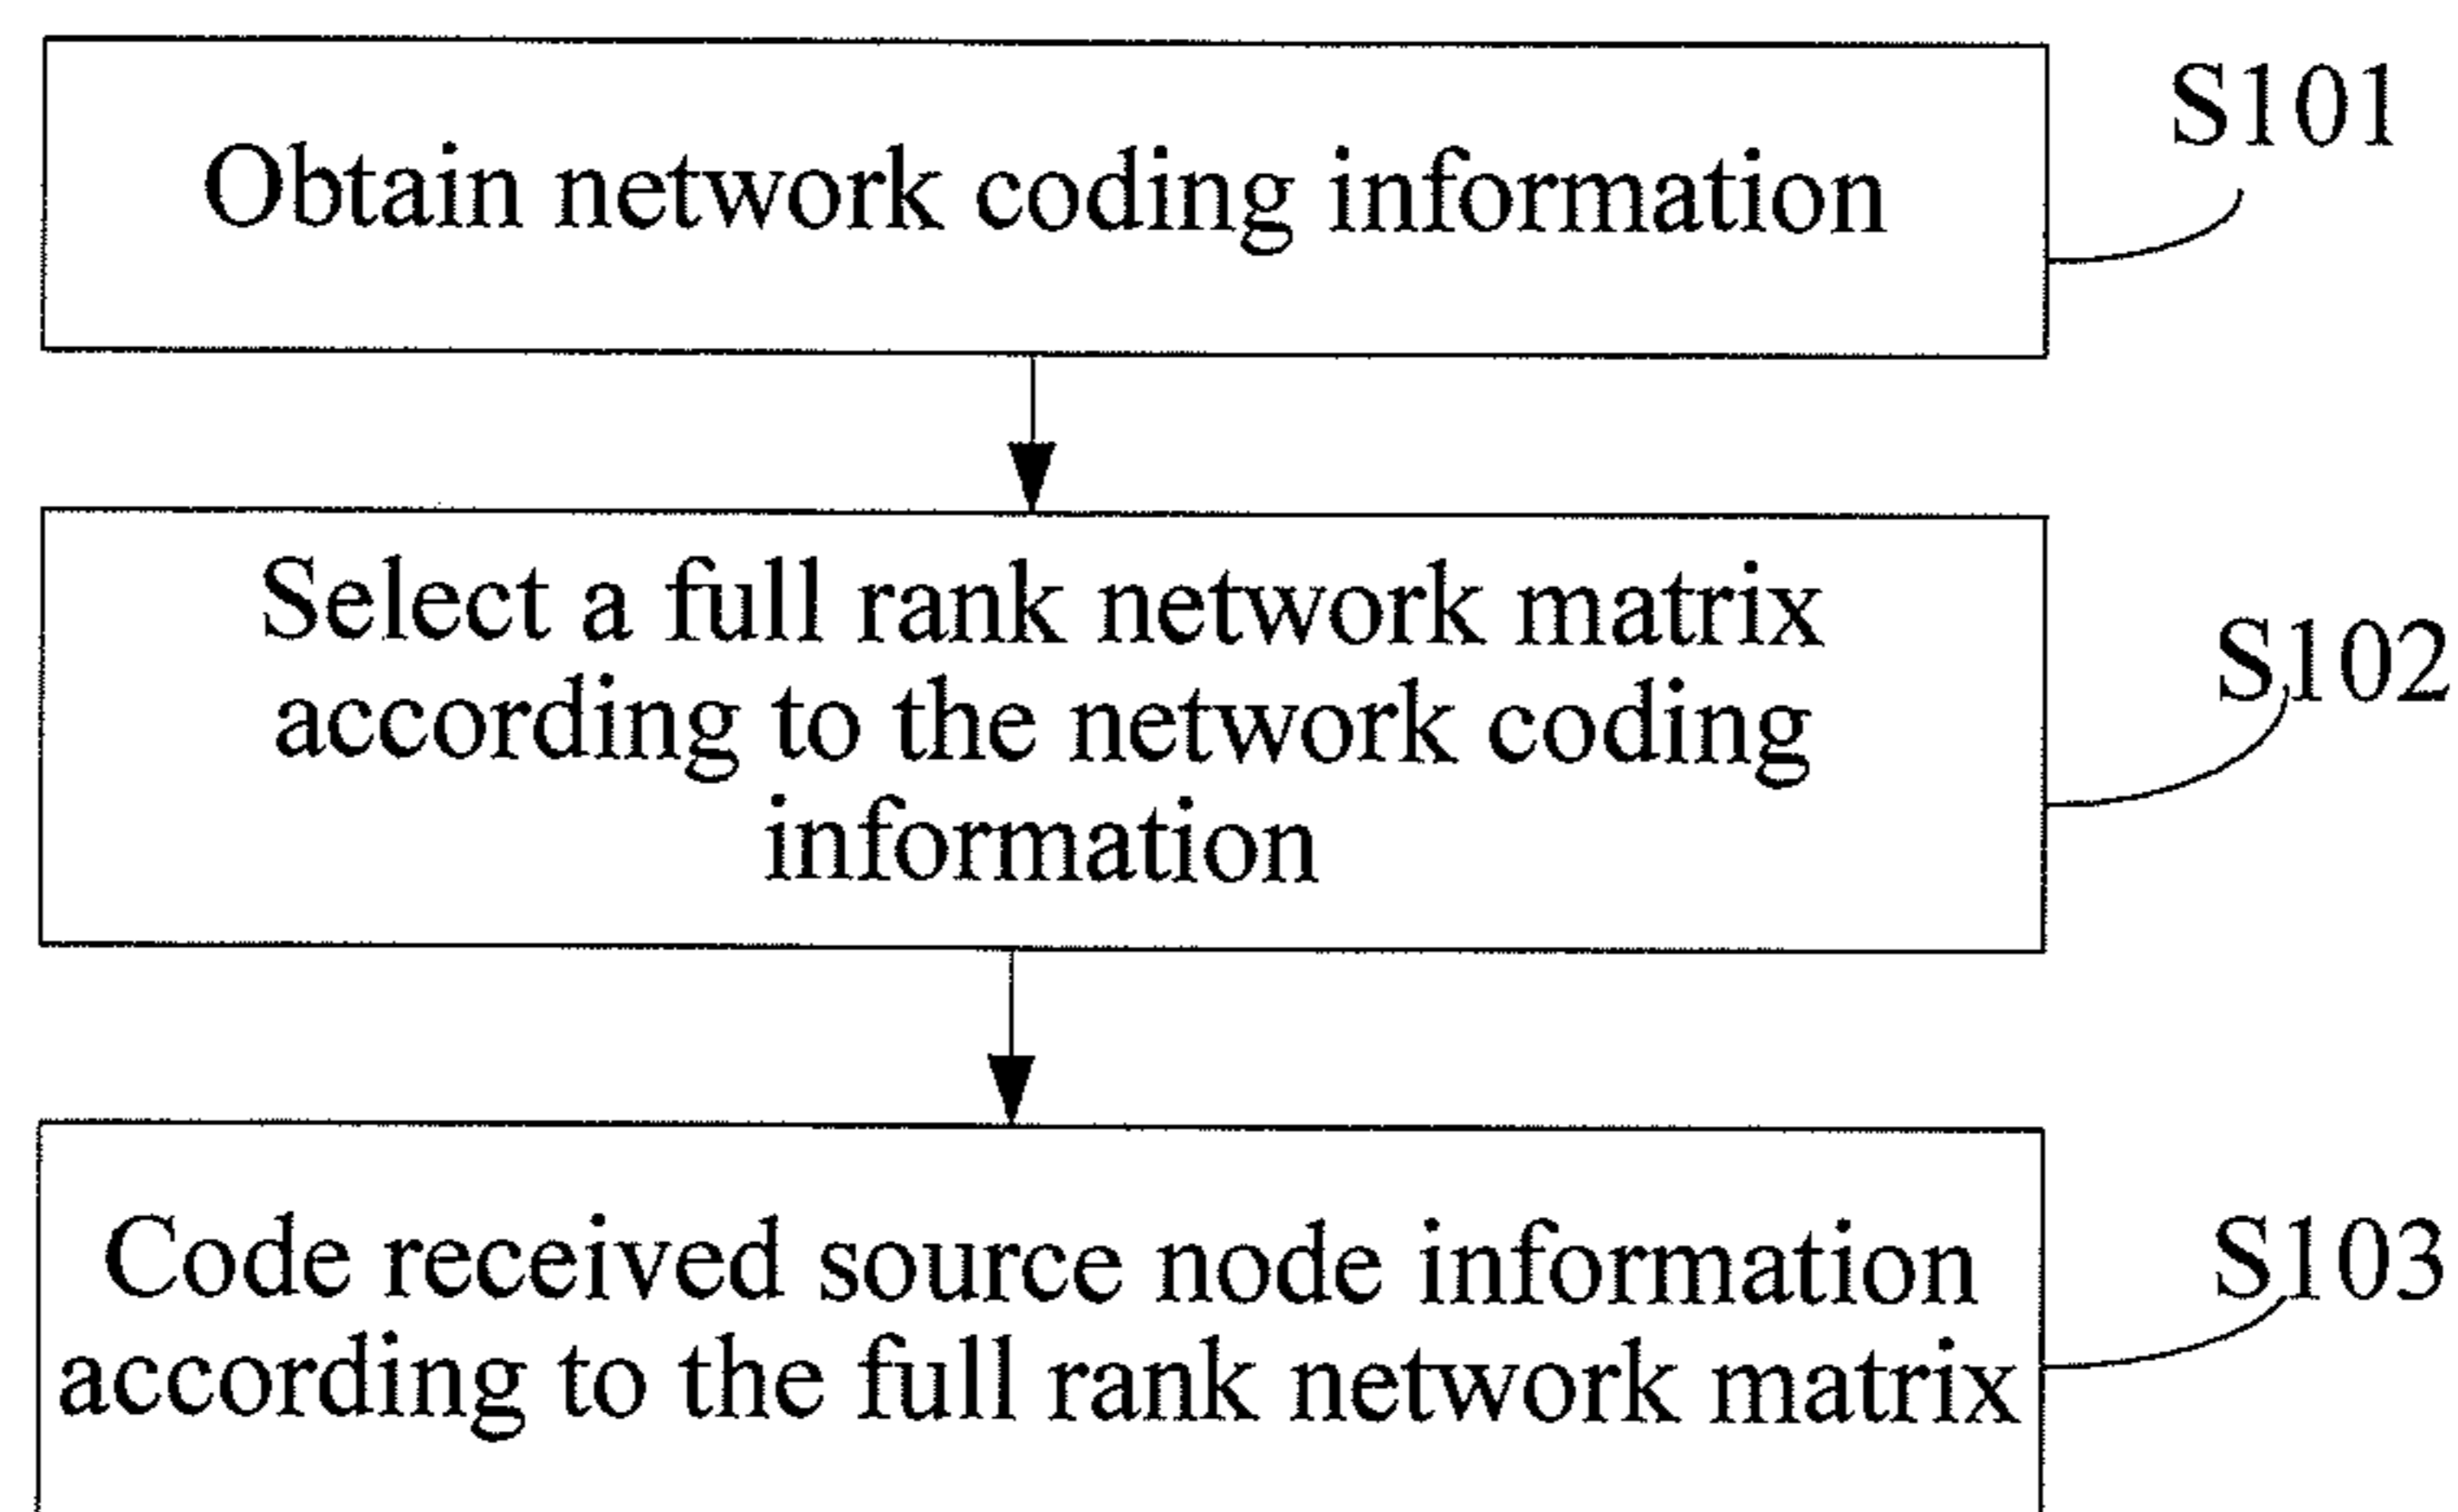 S101
Obtain network coding information
Select a full rank network matrix
according to the network coding
information
S102
Code received source node information
according to the full rank network matrix
S103